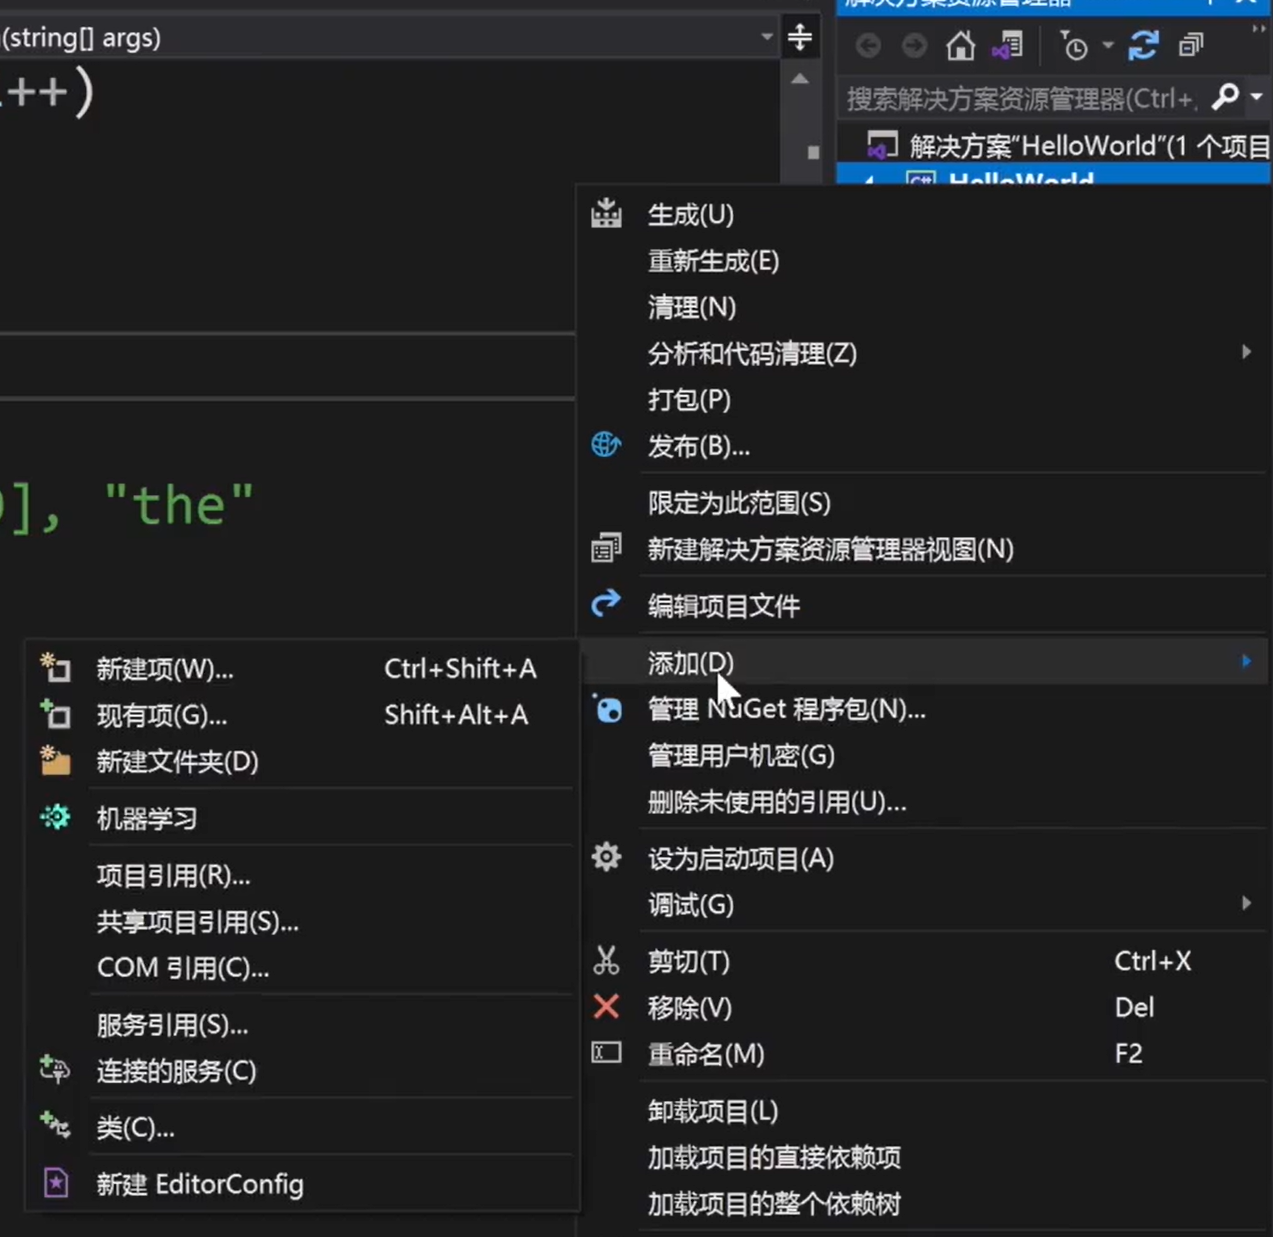 (string[] args)
++)
搜索解决方案资源管理器(Ctrl+;
解决方案"HelloWorld"(1 个项目
HelloWorld
生成(U)
重新生成(E)
清理(N)
分析和代码清理(Z)
打包(P)
发布(B)...
], "the"
限定为此范围(S)
新建解决方案资源管理器视图(N)
编辑项目文件
添加(D)
管理 NuGet 程序包(N)...
管理用户机密(G)
删除未使用的引用(U)...
设为启动项目(A)
调试(G)
剪切(T) Ctrl+X
移除(V) Del
重命名(M) F2
卸载项目(L)
加载项目的直接依赖项
加载项目的整个依赖树
新建项(W)... Ctrl+Shift+A
现有项(G)... Shift+Alt+A
新建文件夹(D)
机器学习
项目引用(R)...
共享项目引用(S)...
COM 引用(C)...
服务引用(S)...
连接的服务(C)
类(C)...
新建 EditorConfig